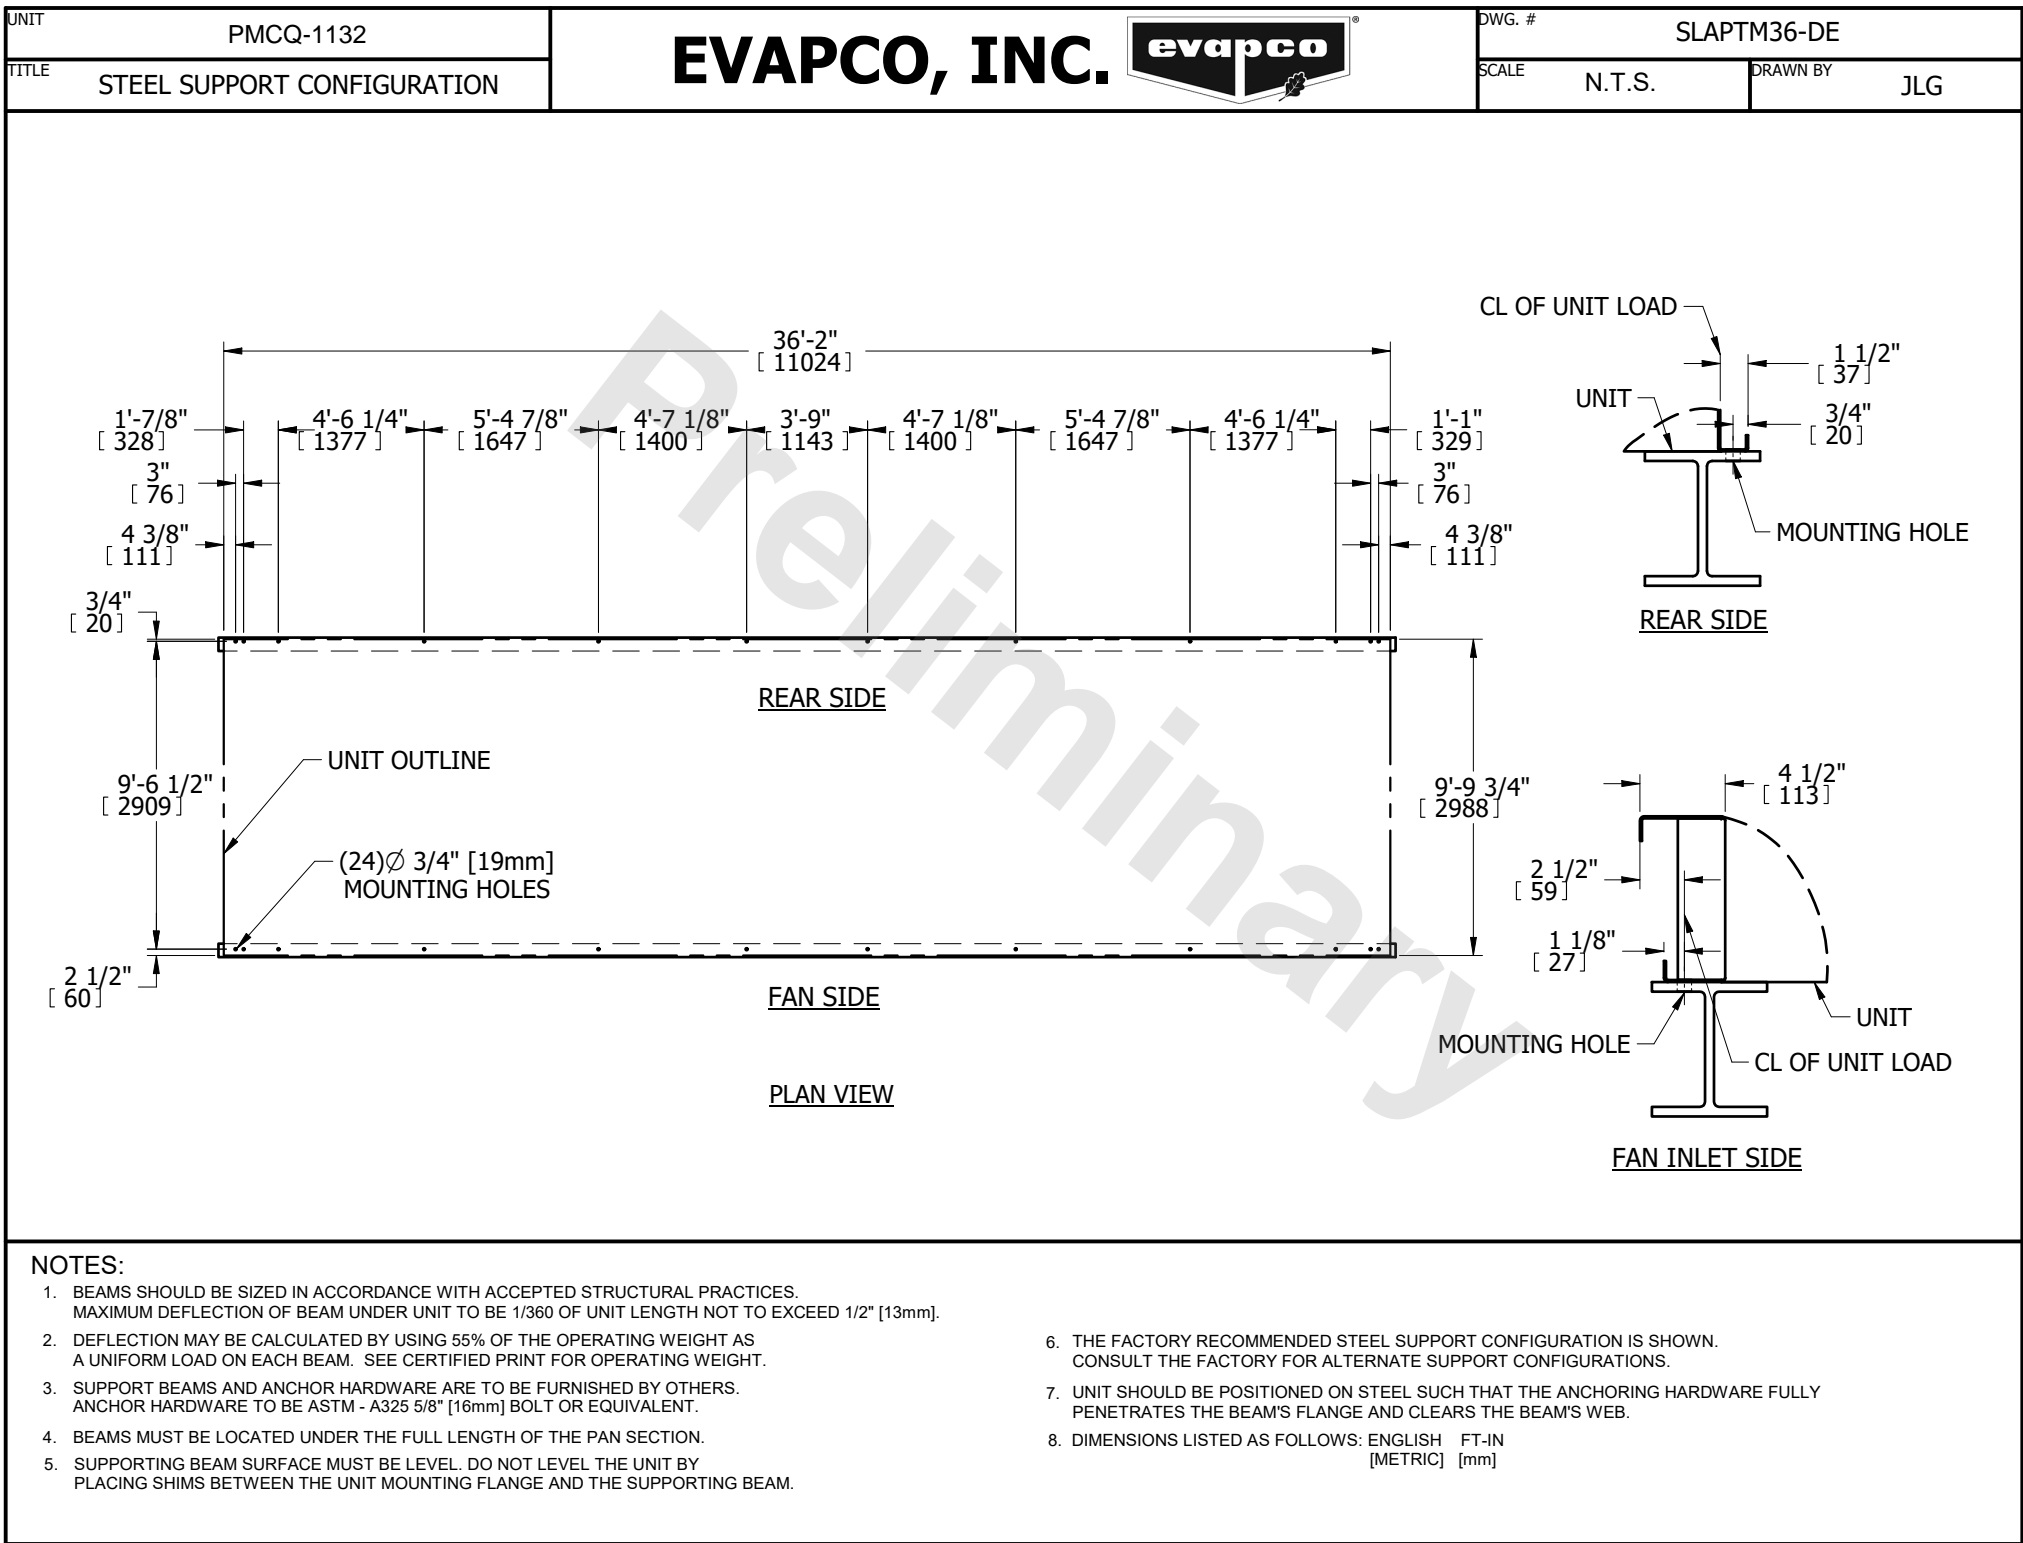 UNIT
PMCQ-1132
TITLE
STEEL SUPPORT CONFIGURATION
EVAPCO, INC.
evapco
®
DWG. #
SLAPTM36-DE
SCALE
N.T.S.
DRAWN BY
JLG
36'-2"
[ 11024 ]
1'-7/8"
[ 328 ]
4'-6 1/4"
[ 1377 ]
5'-4 7/8"
[ 1647 ]
4'-7 1/8"
[ 1400 ]
3'-9"
[ 1143 ]
4'-7 1/8"
[ 1400 ]
5'-4 7/8"
[ 1647 ]
4'-6 1/4"
[ 1377 ]
1'-1"
[ 329 ]
3"
[ 76 ]
3"
[ 76 ]
4 3/8"
[ 111 ]
4 3/8"
[ 111 ]
3/4"
[ 20 ]
REAR SIDE
UNIT OUTLINE
9'-6 1/2"
[ 2909 ]
9'-9 3/4"
[ 2988 ]
(24)∅ 3/4" [19mm]
MOUNTING HOLES
2 1/2"
[ 60 ]
FAN SIDE
PLAN VIEW
Preliminary
CL OF UNIT LOAD
1 1/2"
[ 37 ]
UNIT
3/4"
[ 20 ]
MOUNTING HOLE
REAR SIDE
4 1/2"
[ 113 ]
2 1/2"
[ 59 ]
1 1/8"
[ 27 ]
UNIT
MOUNTING HOLE
CL OF UNIT LOAD
FAN INLET SIDE
NOTES:
1. BEAMS SHOULD BE SIZED IN ACCORDANCE WITH ACCEPTED STRUCTURAL PRACTICES.
MAXIMUM DEFLECTION OF BEAM UNDER UNIT TO BE 1/360 OF UNIT LENGTH NOT TO EXCEED 1/2" [13mm].
2. DEFLECTION MAY BE CALCULATED BY USING 55% OF THE OPERATING WEIGHT AS
A UNIFORM LOAD ON EACH BEAM. SEE CERTIFIED PRINT FOR OPERATING WEIGHT.
3. SUPPORT BEAMS AND ANCHOR HARDWARE ARE TO BE FURNISHED BY OTHERS.
ANCHOR HARDWARE TO BE ASTM - A325 5/8" [16mm] BOLT OR EQUIVALENT.
4. BEAMS MUST BE LOCATED UNDER THE FULL LENGTH OF THE PAN SECTION.
5. SUPPORTING BEAM SURFACE MUST BE LEVEL. DO NOT LEVEL THE UNIT BY
PLACING SHIMS BETWEEN THE UNIT MOUNTING FLANGE AND THE SUPPORTING BEAM.
6. THE FACTORY RECOMMENDED STEEL SUPPORT CONFIGURATION IS SHOWN.
CONSULT THE FACTORY FOR ALTERNATE SUPPORT CONFIGURATIONS.
7. UNIT SHOULD BE POSITIONED ON STEEL SUCH THAT THE ANCHORING HARDWARE FULLY
PENETRATES THE BEAM'S FLANGE AND CLEARS THE BEAM'S WEB.
8. DIMENSIONS LISTED AS FOLLOWS: ENGLISH FT-IN
[METRIC] [mm]